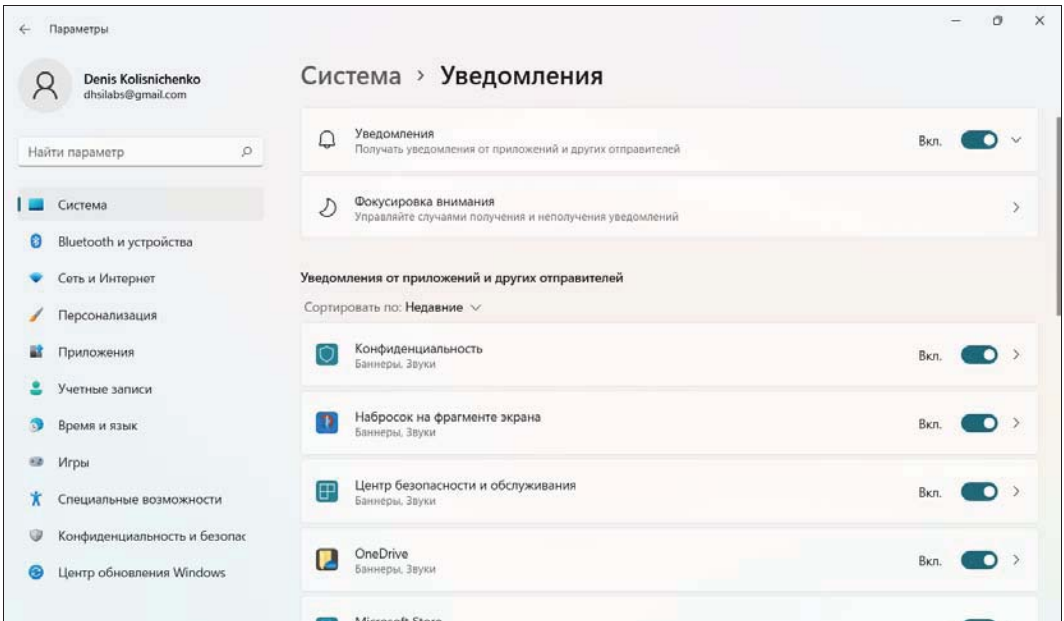 Параметры
Denis Kolisnichenko
dhsilabs@gmail.com
Найти параметр
Система
Bluetooth и устройства
Сеть и Интернет
Персонализация
Приложения
Учетные записи
Время и язык
Игры
Специальные возможности
Конфиденциальность и безопас
Центр обновления Windows
Система › Уведомления
Уведомления
Получать уведомления от приложений и других отправителей
Вкл.
Фокусировка внимания
Управляйте случаями получения и неполучения уведомлений
Уведомления от приложений и других отправителей
Сортировать по: Недавние
Конфиденциальность
Баннеры, Звуки
Вкл.
Набросок на фрагменте экрана
Баннеры, Звуки
Вкл.
Центр безопасности и обслуживания
Баннеры, Звуки
Вкл.
OneDrive
Баннеры, Звуки
Вкл.
Microsoft Store